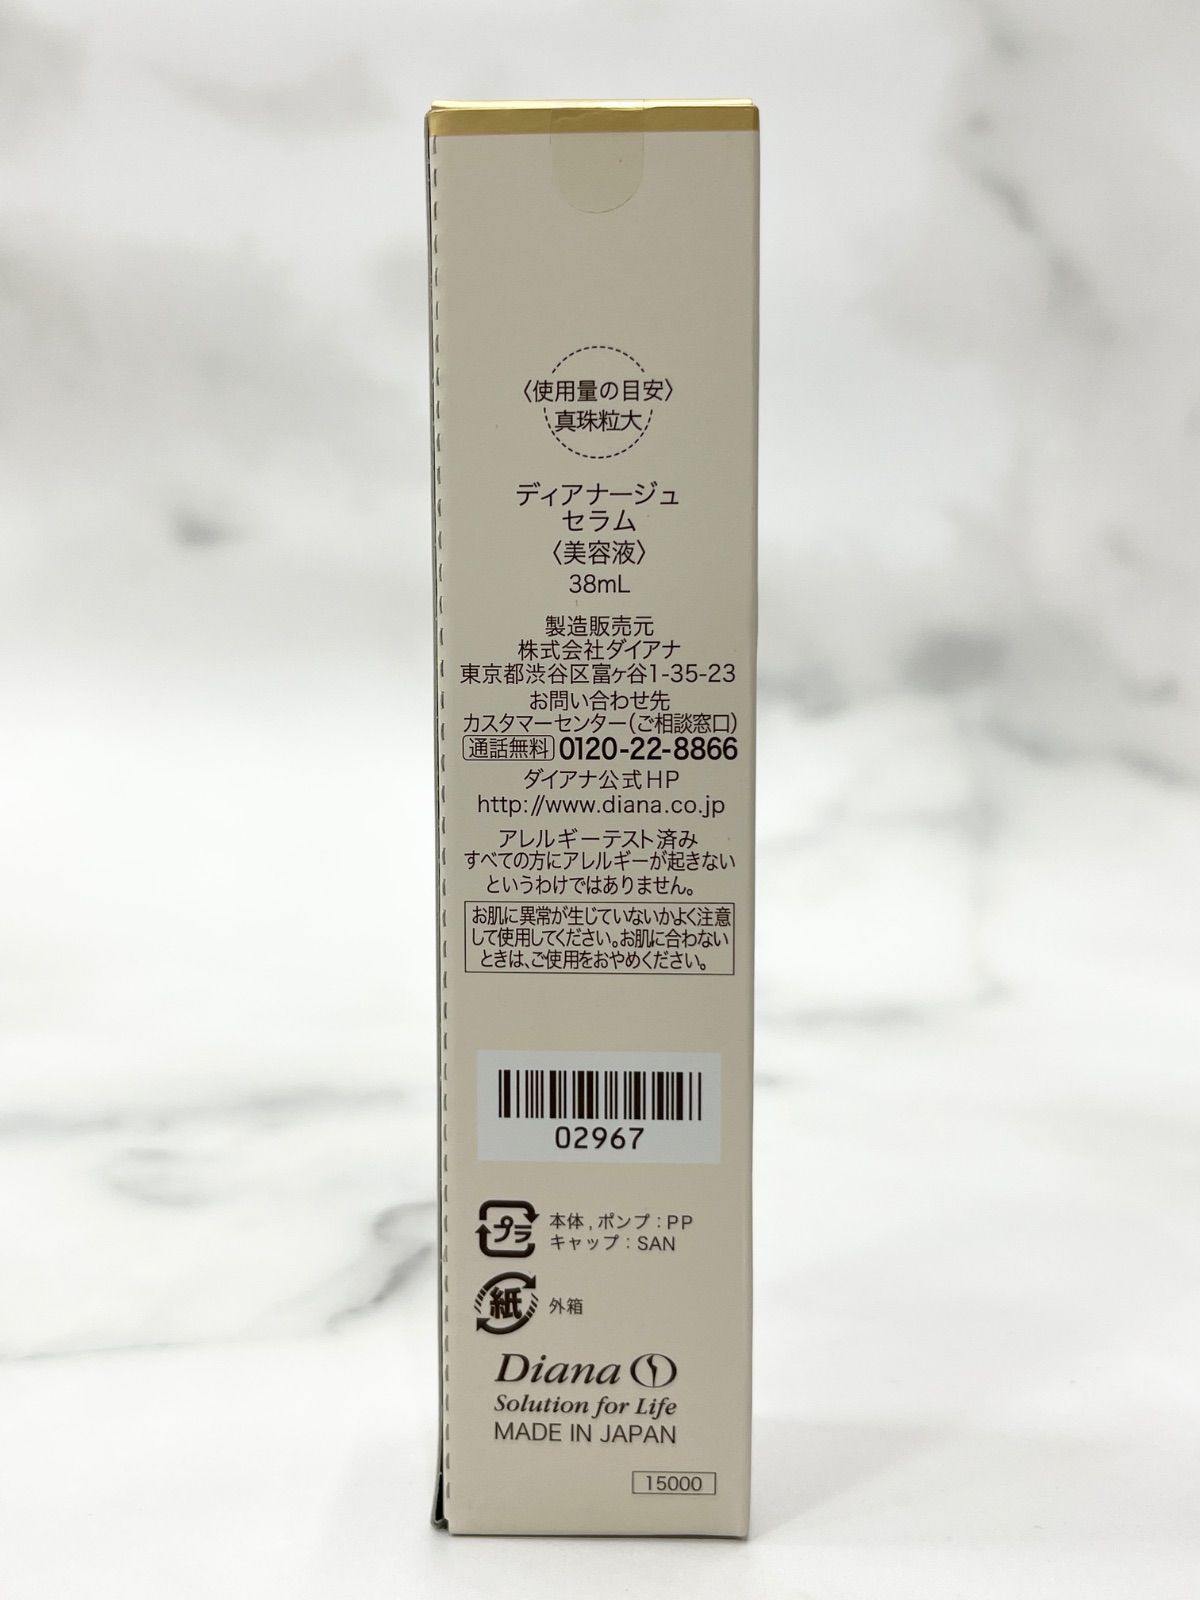 〈使用量の目安〉
真珠粒大
ディアナージュ
セラム
〈美容液〉
38mL
製造販売元
株式会社ダイアナ
東京都渋谷区富ヶ谷1-35-23
お問い合わせ先
カスタマーセンター(ご相談窓口)
通話無料 0120-22-8866
ダイアナ公式HP
http://www.diana.co.jp
アレルギーテスト済み
すべての方にアレルギーが起きない
というわけではありません。
お肌に異常が生じていないかよく注意
して使用してください。お肌に合わない
ときは、ご使用をおやめください。
02967
プラ 本体,ポンプ:PP
キャップ:SAN
紙 外箱
Diana
Solution for Life
MADE IN JAPAN
15000